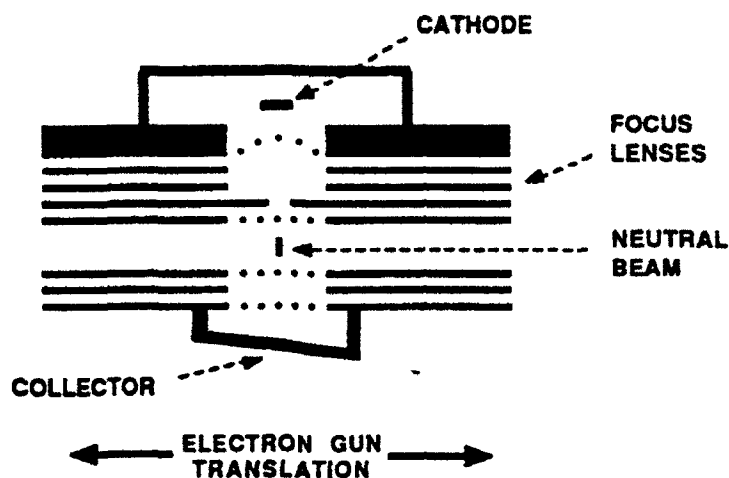 CATHODE
FOCUS
LENSES
NEUTRAL
BEAM
COLLECTOR
ELECTRON GUN
TRANSLATION